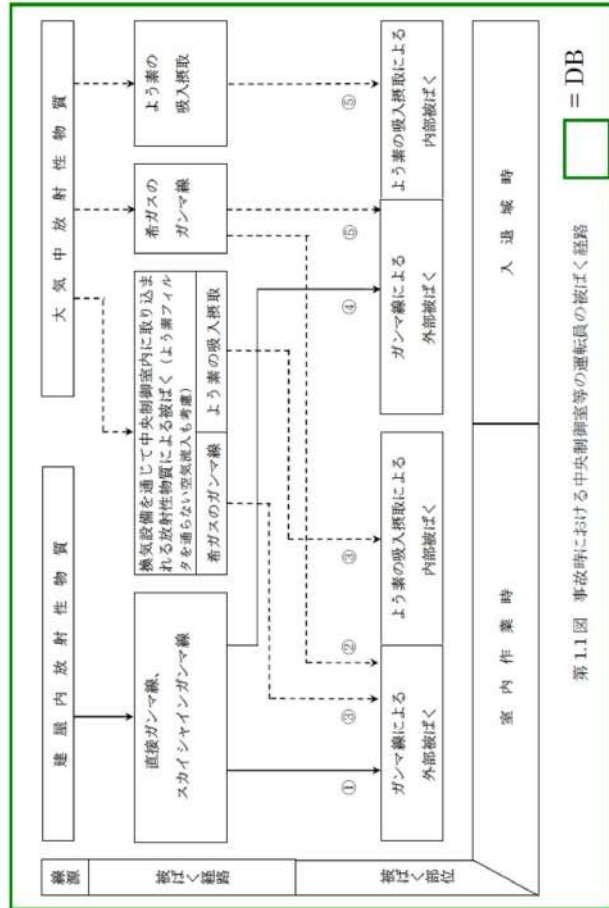 線源
建屋内放射性物質
大気中放射性物質
被ばく経路
直接ガンマ線、
スカイシャインガンマ線
換気設備を通じて中央制御室内に取り込ま
れる放射性物質による被ばく（よう素フィル
タを通らない空気流入も考慮）
希ガスのガンマ線
よう素の吸入摂取
希ガスの
ガンマ線
よう素の
吸入摂取
①
③
②
③
④
⑤
⑤
被ばく部位
ガンマ線による
外部被ばく
よう素の吸入摂取による
内部被ばく
ガンマ線による
外部被ばく
よう素の吸入摂取による
内部被ばく
室内作業時
入退域時
第1.1図 事故時における中央制御室等の運転員の被ばく経路
= DB